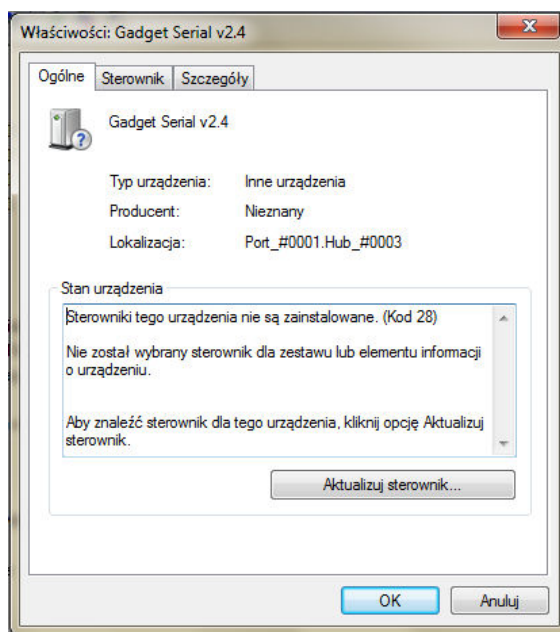 Właściwości: Gadget Serial v2.4
Ogólne Sterownik Szczegóły
Gadget Serial v2.4
Typ urządzenia: Inne urządzenia
Producent: Nieznany
Lokalizacja: Port_#0001.Hub_#0003
Stan urządzenia
Sterowniki tego urządzenia nie są zainstalowane. (Kod 28)
Nie został wybrany sterownik dla zestawu lub elementu informacji
o urządzeniu.
Aby znaleźć sterownik dla tego urządzenia, kliknij opcję Aktualizuj
sterownik.
Aktualizuj sterownik...
OK Anuluj